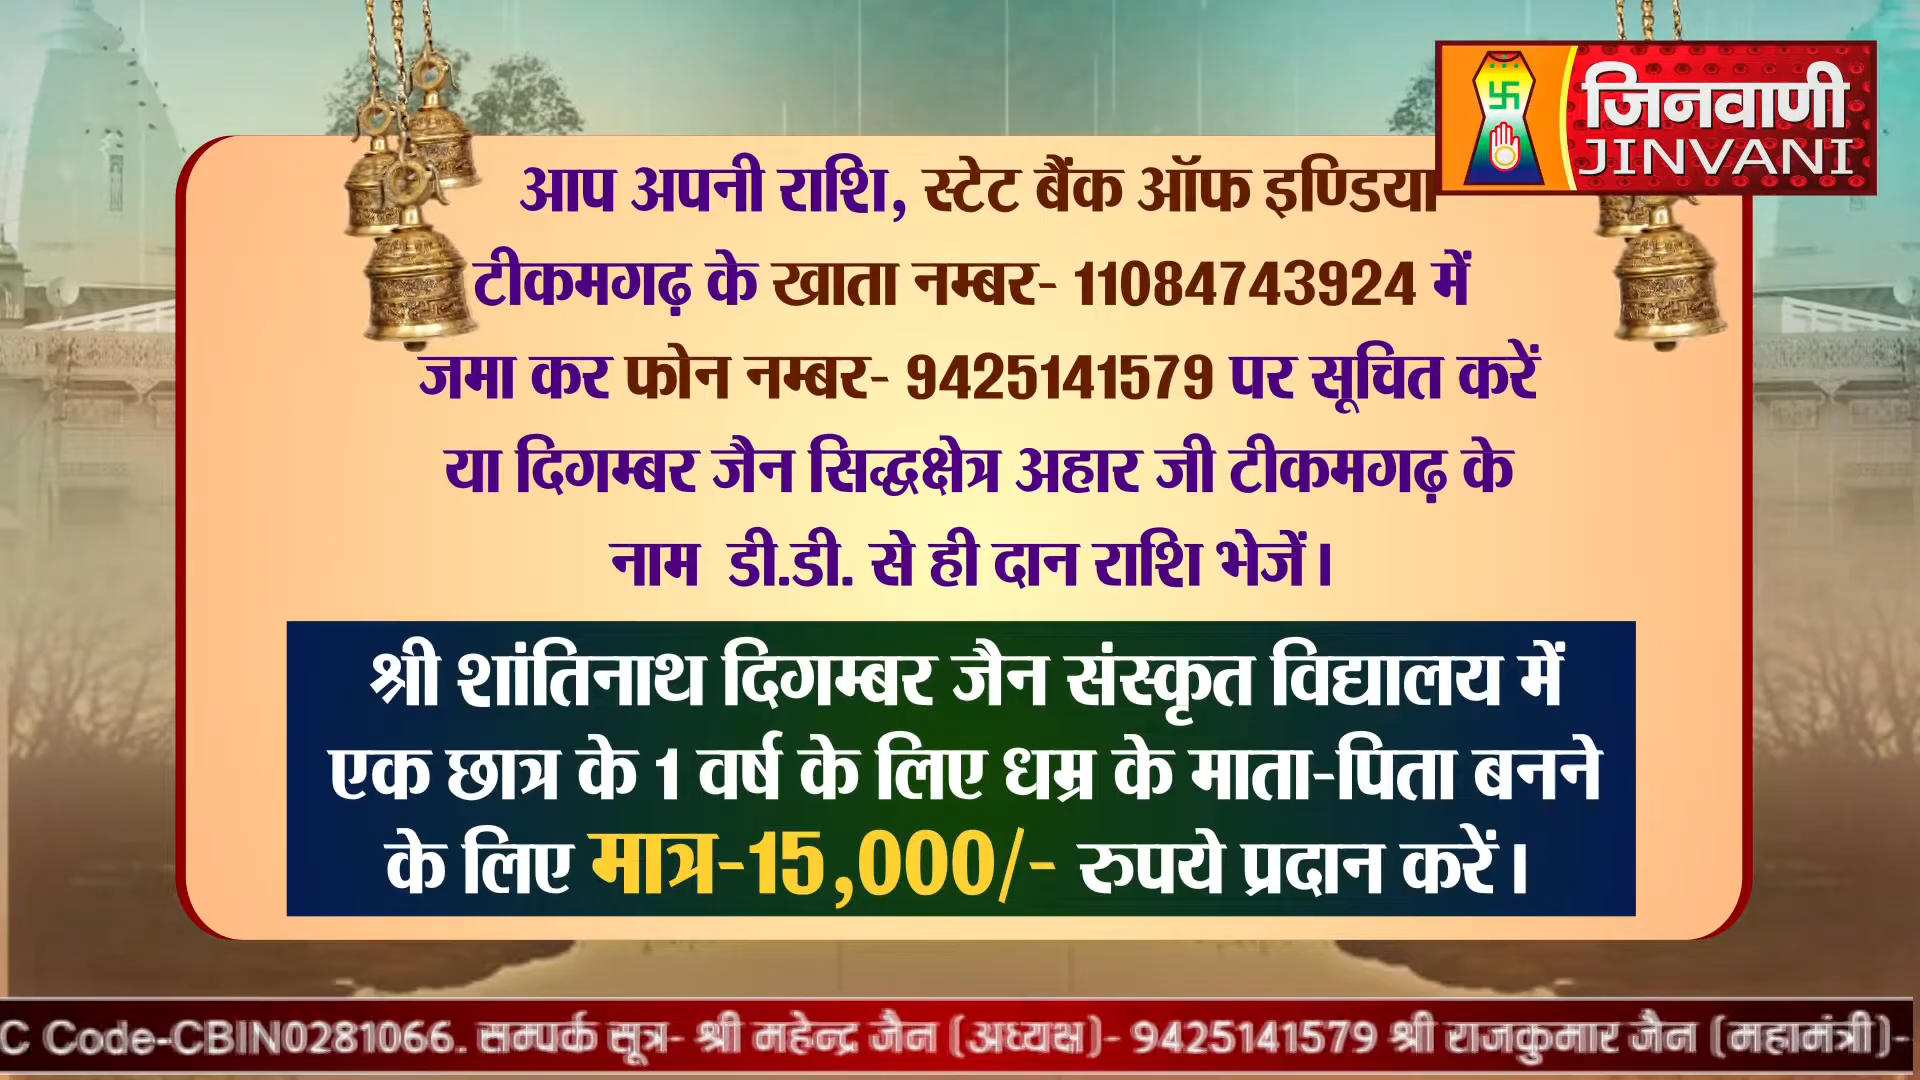 जिनवाणी
JINVANI
आप अपनी राशि, स्टेट बैंक ऑफ इण्डिया
टीकमगढ़ के खाता नम्बर- 11084743924 में
जमा कर फोन नम्बर- 9425141579 पर सूचित करें
या दिगम्बर जैन सिद्धक्षेत्र अहार जी टीकमगढ़ के
नाम डी.डी. से ही दान राशि भेजें।
श्री शांतिनाथ दिगम्बर जैन संस्कृत विद्यालय में
एक छात्र के 1 वर्ष के लिए धम्र के माता-पिता बनने
के लिए मात्र-15,000/- रुपये प्रदान करें।
C Code-CBIN0281066. सम्पर्क सूत्र- श्री महेन्द्र जैन (अध्यक्ष)- 9425141579 श्री राजकुमार जैन (महामंत्री)-